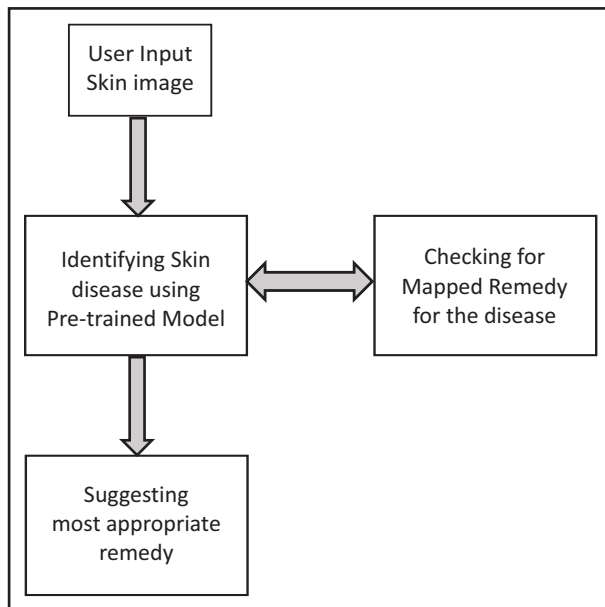 User Input
Skin image
Identifying Skin
disease using
Pre-trained Model
Checking for
Mapped Remedy
for the disease
Suggesting
most appropriate
remedy